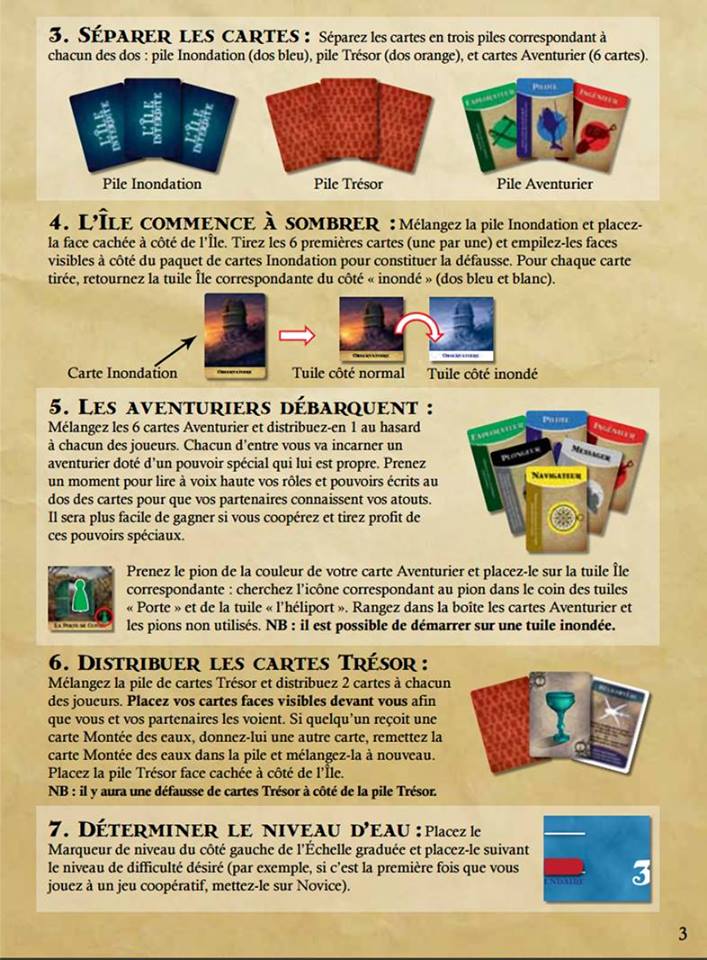 3. SÉPARER LES CARTES : Séparez les cartes en trois piles correspondant à
chacun des dos : pile Inondation (dos bleu), pile Trésor (dos orange), et cartes Aventurier (6 cartes).
L'ÎLE INTERDITE
L'ÎLE INTERDITE
L'ÎLE INTERDITE
EXPLORATEUR
PILOTE
INGÉNIEUR
Pile Inondation
Pile Trésor
Pile Aventurier
4. L'ÎLE COMMENCE À SOMBRER : Mélangez la pile Inondation et placez-
la face cachée à côté de l'Île. Tirez les 6 premières cartes (une par une) et empilez-les faces
visibles à côté du paquet de cartes Inondation pour constituer la défausse. Pour chaque carte
tirée, retournez la tuile Île correspondante du côté « inondé » (dos bleu et blanc).
OBSERVATOIRE
OBSERVATOIRE
OBSERVATOIRE
Carte Inondation
Tuile côté normal
Tuile côté inondé
5. LES AVENTURIERS DÉBARQUENT :
Mélangez les 6 cartes Aventurier et distribuez-en 1 au hasard
à chacun des joueurs. Chacun d'entre vous va incarner un
aventurier doté d'un pouvoir spécial qui lui est propre. Prenez
un moment pour lire à voix haute vos rôles et pouvoirs écrits au
dos des cartes pour que vos partenaires connaissent vos atouts.
Il sera plus facile de gagner si vous coopérez et tirez profit de
ces pouvoirs spéciaux.
EXPLORATEUR
PILOTE
INGÉNIEUR
PLONGEUR
MESSAGER
NAVIGATEUR
Prenez le pion de la couleur de votre carte Aventurier et placez-le sur la tuile Île
correspondante : cherchez l'icône correspondant au pion dans le coin des tuiles
« Porte » et de la tuile « l'héliport ». Rangez dans la boîte les cartes Aventurier et
les pions non utilisés. NB : il est possible de démarrer sur une tuile inondée.
LA PORTE DE
6. DISTRIBUER LES CARTES TRÉSOR :
Mélangez la pile de cartes Trésor et distribuez 2 cartes à chacun
des joueurs. Placez vos cartes faces visibles devant vous afin
que vous et vos partenaires les voient. Si quelqu'un reçoit une
carte Montée des eaux, donnez-lui une autre carte, remettez la
carte Montée des eaux dans la pile et mélangez-la à nouveau.
Placez la pile Trésor face cachée à côté de l'Île.
NB : il y aura une défausse de cartes Trésor à côté de la pile Trésor.
7. DÉTERMINER LE NIVEAU D'EAU : Placez le
Marqueur de niveau du côté gauche de l'Échelle graduée et placez-le suivant
le niveau de difficulté désiré (par exemple, si c'est la première fois que vous
jouez à un jeu coopératif, mettez-le sur Novice).
ENDAIRE
3
3